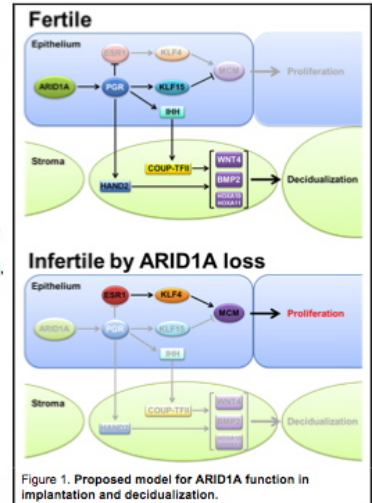 Fertile
Epithelium
ESR1 KLF4
MCM Proliferation
ARID1A PGR KLF15
IHH
Stroma
COUP-TFII
WNT4
BMP2
HAND2
HOXA10
HOXA11
Decidualization
Infertile by ARID1A loss
Epithelium
ESR1 KLF4
MCM Proliferation
ARID1A PGR KLF15
IHH
Stroma
COUP-TFII
WNT4
BMP2
HAND2
Decidualization
Figure 1. Proposed model for ARID1A function in
implantation and decidualization.